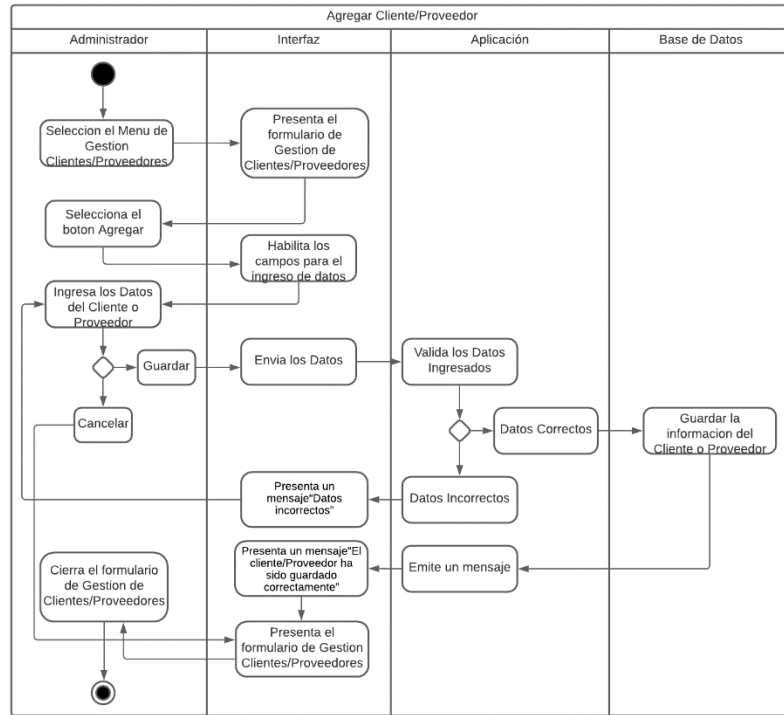 Agregar Cliente/Proveedor
Administrador
Interfaz
Aplicación
Base de Datos
Seleccion el Menu de
Gestion
Clientes/Proveedores
Presenta el
formulario de
Gestion de
Clientes/Proveedores
Selecciona el
boton Agregar
Habilita los
campos para el
ingreso de datos
Ingresa los Datos
del Cliente o
Proveedor
Guardar
Envia los Datos
Valida los Datos
Ingresados
Cancelar
Datos Correctos
Guardar la
informacion del
Cliente o Proveedor
Presenta un
mensaje"Datos
incorrectos"
Datos Incorrectos
Presenta un mensaje"El
cliente/Proveedor ha
sido guardado
correctamente"
Emite un mensaje
Cierra el formulario
de Gestion de
Clientes/Proveedores
Presenta el
formulario de Gestion
Clientes/Proveedores